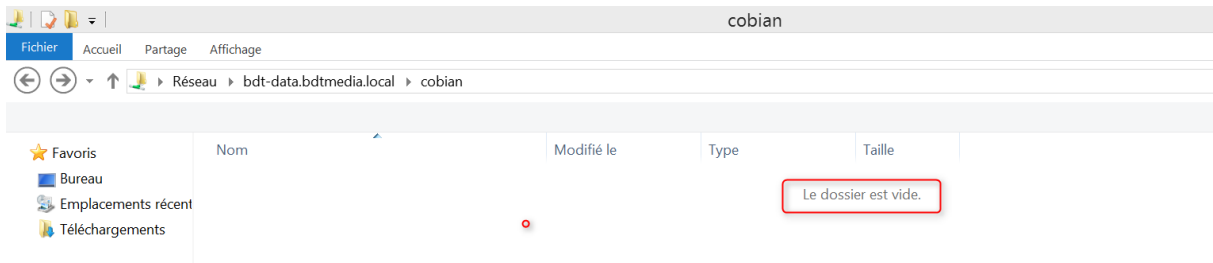 cobian
Fichier Accueil Partage Affichage
Réseau bdt-data.bdtmedia.local cobian
Favoris
Bureau
Emplacements récent
Téléchargements
Nom Modifié le Type Taille
Le dossier est vide.